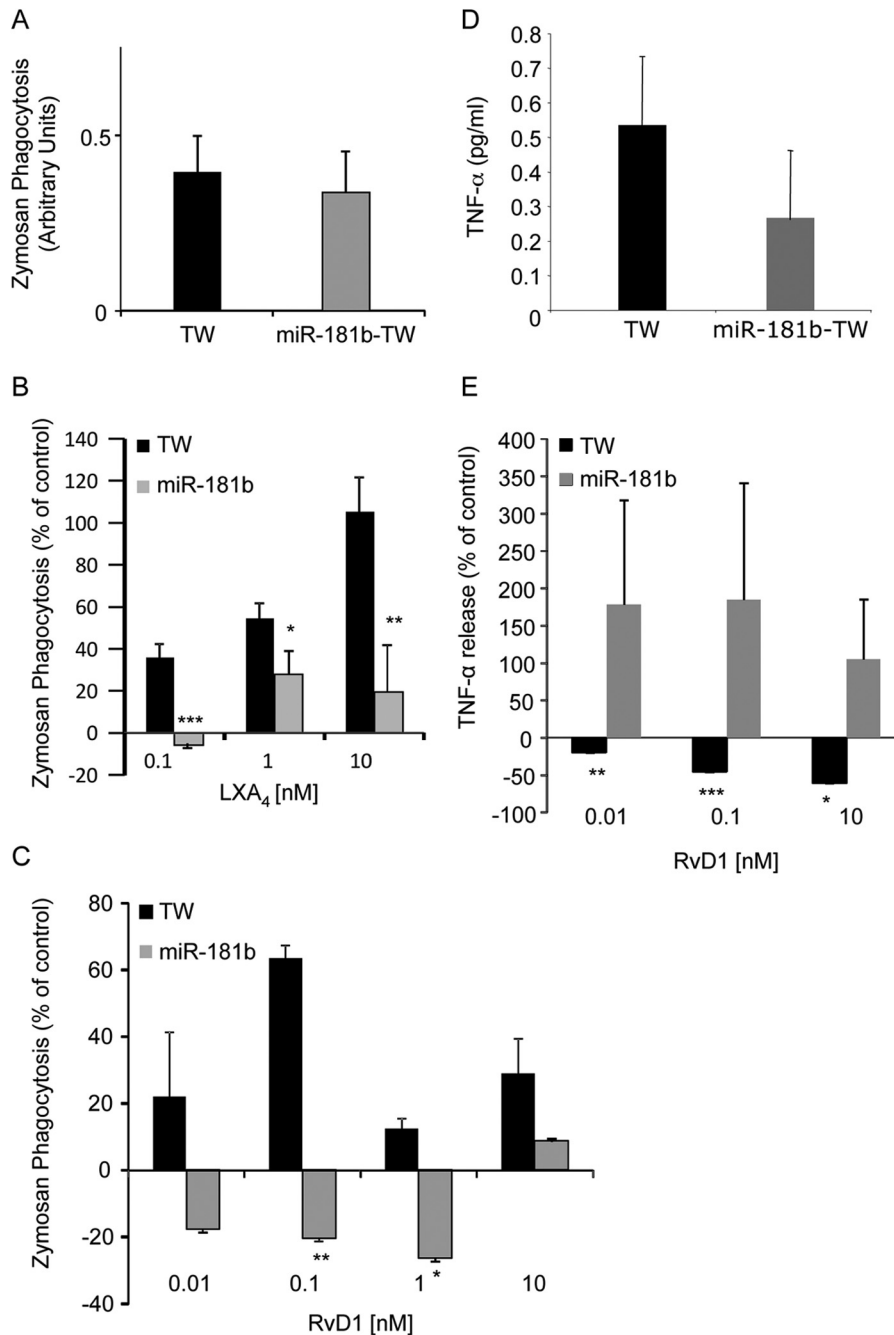 A
Zymosan Phagocytosis
(Arbitrary Units)
0.5
0
TW miR-181b-TW
D
TNF-α (pg/ml)
0.8
0.7
0.6
0.5
0.4
0.3
0.2
0.1
0
TW miR-181b-TW
B
Zymosan Phagocytosis (% of control)
TW
miR-181b
140
120
100
80
60
40
20
0
-20
*** * **
0.1 1 10
LXA4 [nM]
E
TNF-α release (% of control)
TW
miR-181b
400
350
300
250
200
150
100
50
0
-50
-100
** *** *
0.01 0.1 10
RvD1 [nM]
C
Zymosan Phagocytosis (% of control)
TW
miR-181b
80
60
40
20
0
-20
-40
** *
0.01 0.1 1 10
RvD1 [nM]